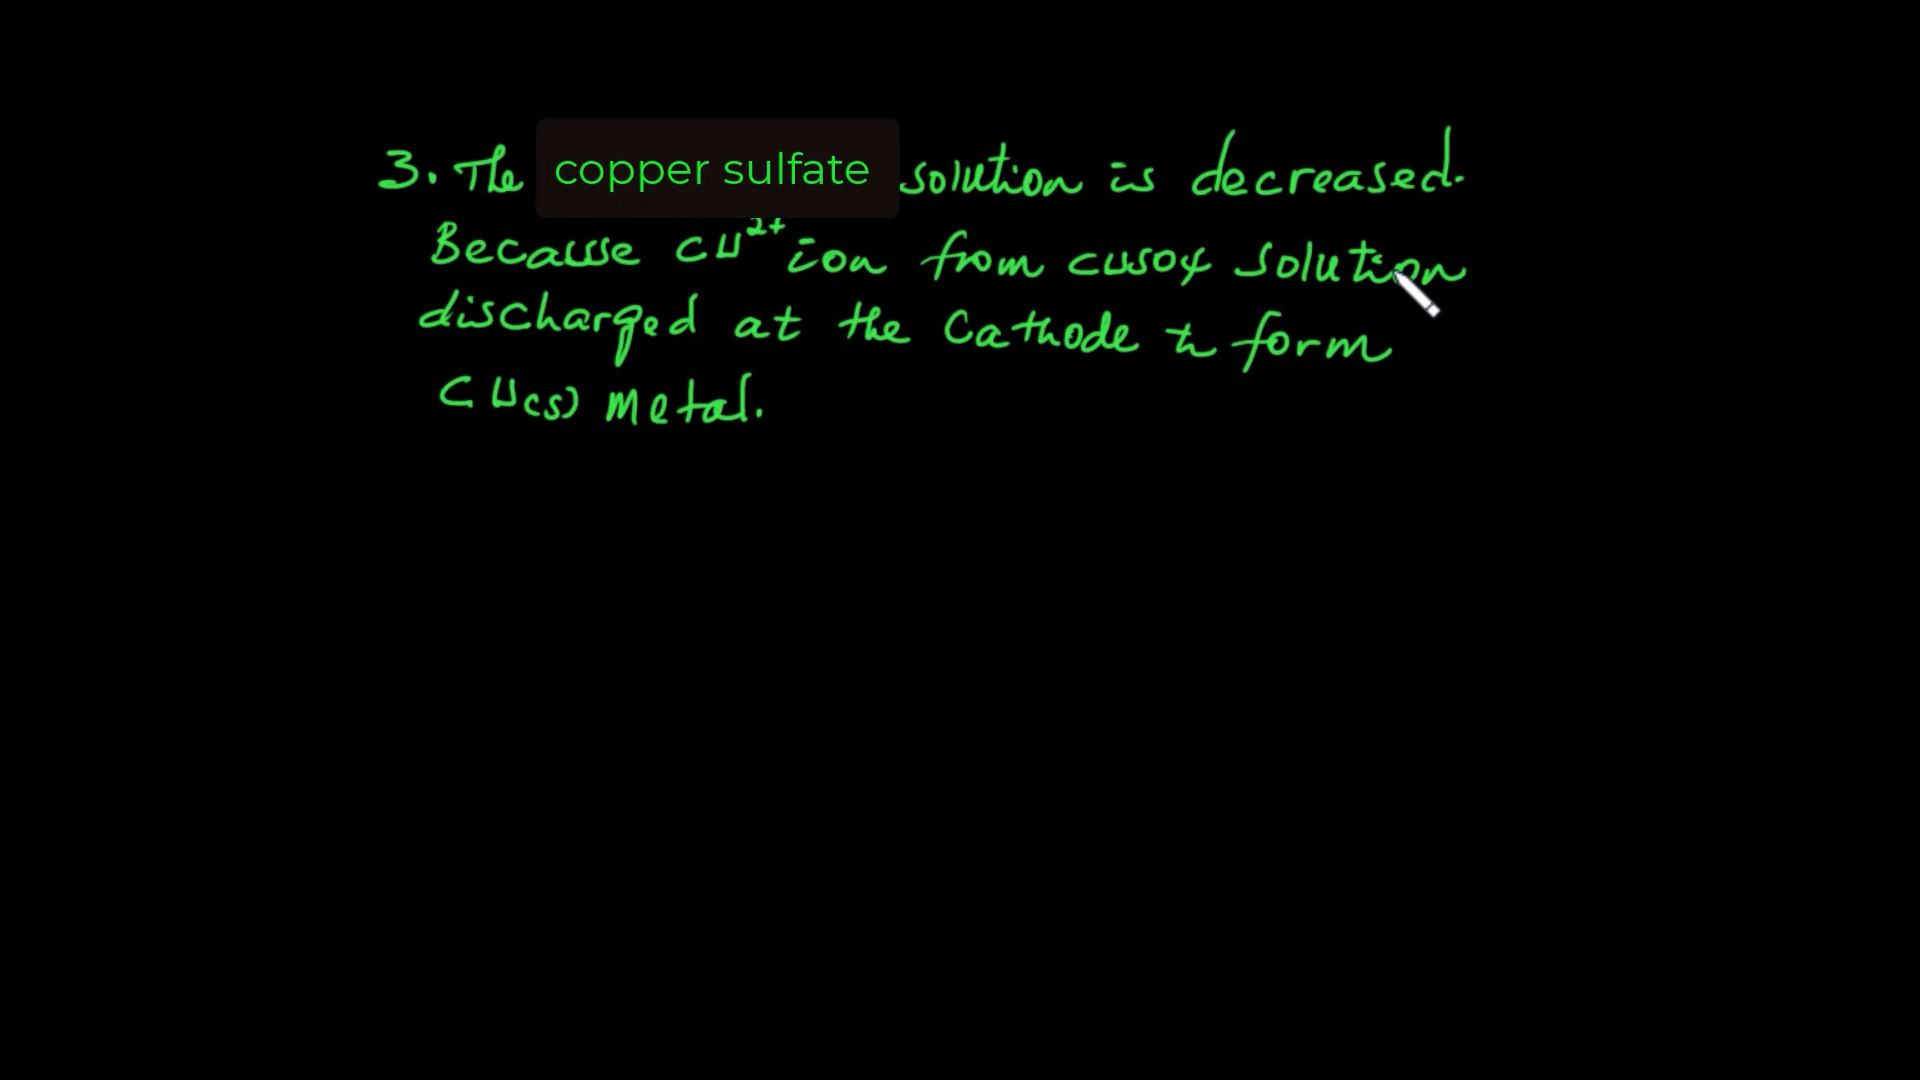 3. The copper sulfate solution is decreased.
Because Cu²⁺ ion from CuSO4 solution
discharged at the Cathode to form
Cu(s) metal.